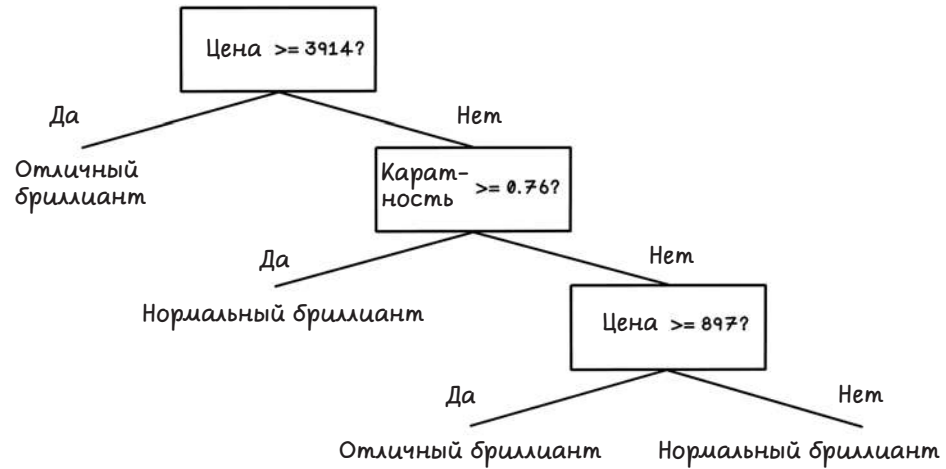 Цена >= 3914?
Да
Нет
Отличный
бриллиант
Карат-
ность >= 0.76?
Да
Нет
Нормальный бриллиант
Цена >= 897?
Да
Нет
Отличный бриллиант
Нормальный бриллиант